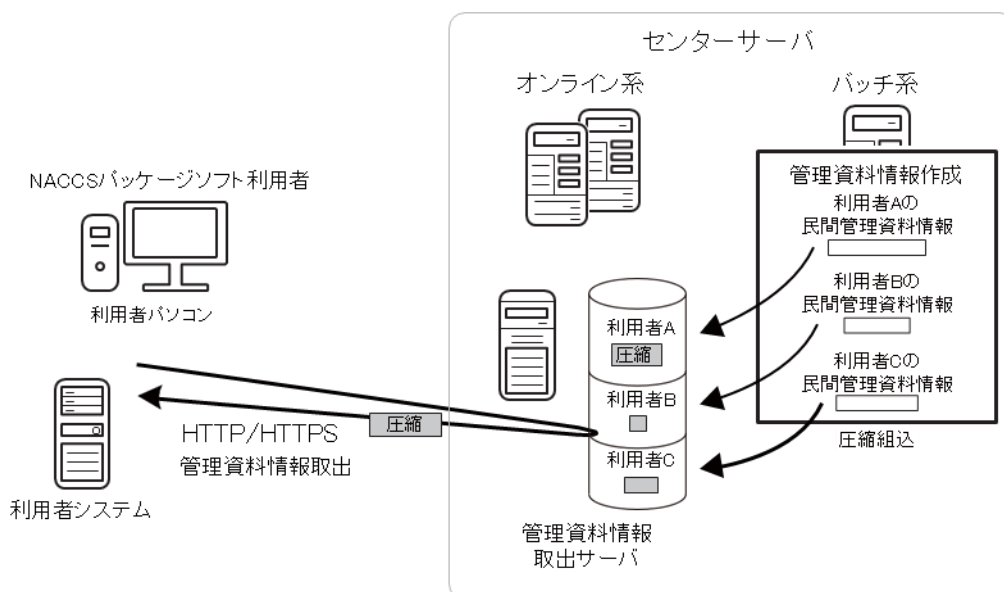 センターサーバ
オンライン系
バッチ系
管理資料情報作成
利用者Aの
民間管理資料情報
利用者Bの
民間管理資料情報
利用者Cの
民間管理資料情報
圧縮組込
NACCSパッケージソフト利用者
利用者パソコン
利用者A
圧縮
利用者B
利用者C
圧縮
HTTP/HTTPS
管理資料情報取出
利用者システム
管理資料情報
取出サーバ